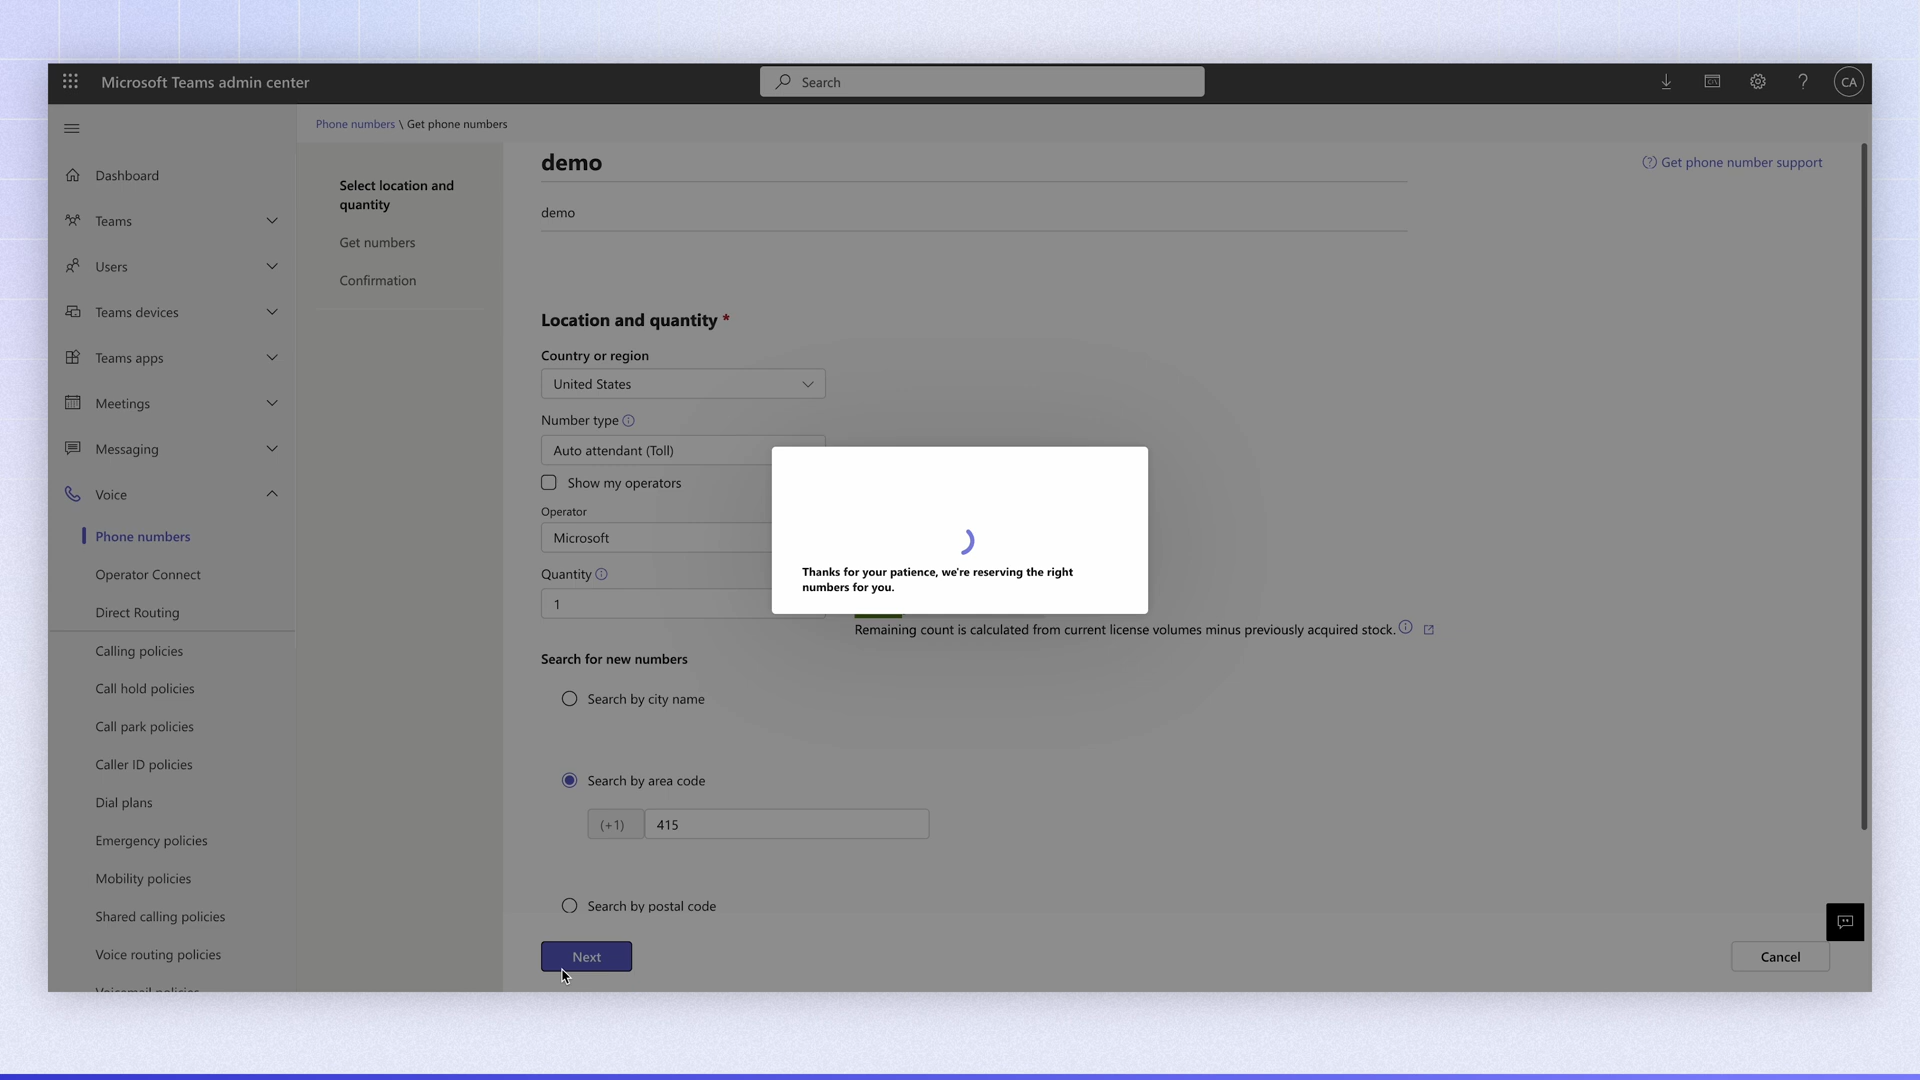 Microsoft Teams admin center
Search
CA
Phone numbers \ Get phone numbers
Dashboard
Teams
Users
Teams devices
Teams apps
Meetings
Messaging
Voice
Phone numbers
Operator Connect
Direct Routing
Calling policies
Call hold policies
Call park policies
Caller ID policies
Dial plans
Emergency policies
Mobility policies
Shared calling policies
Voice routing policies
Voicemail policies
Select location and
quantity
Get numbers
Confirmation
demo
Get phone number support
demo
Location and quantity *
Country or region
United States
Number type
Auto attendant (Toll)
Show my operators
Operator
Microsoft
Quantity
1
Thanks for your patience, we're reserving the right
numbers for you.
Remaining count is calculated from current license volumes minus previously acquired stock.
Search for new numbers
Search by city name
Search by area code
(+1) 415
Search by postal code
Next
Cancel